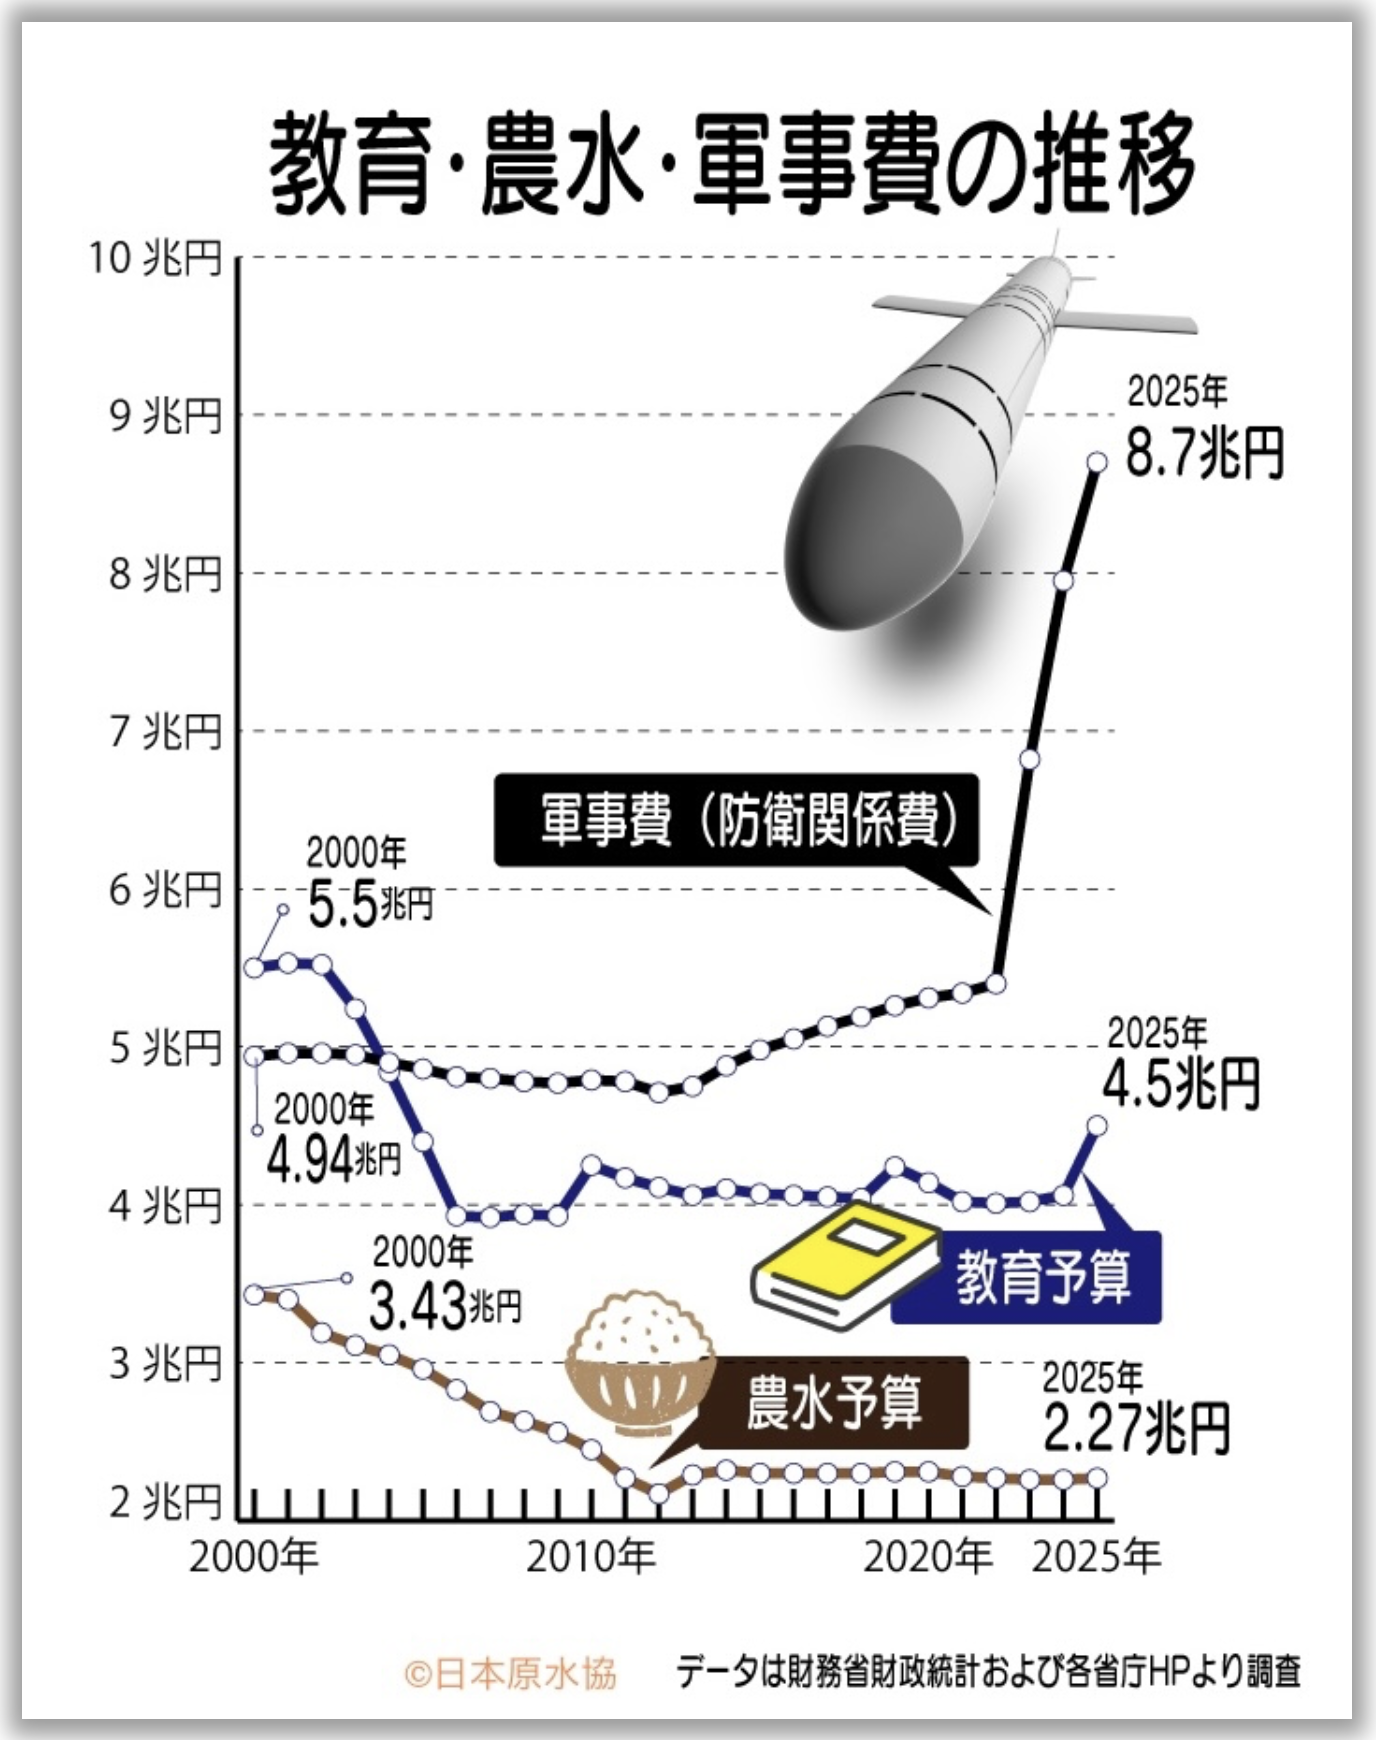 教育・農水・軍事費の推移
10 兆円
9 兆円
8 兆円
7 兆円
6 兆円
5 兆円
4 兆円
3 兆円
2 兆円
2025年
8.7兆円
軍事費（防衛関係費）
2000年
5.5兆円
2000年
4.94兆円
2025年
4.5兆円
教育予算
2000年
3.43兆円
農水予算
2025年
2.27兆円
2000年 2010年 2020年 2025年
©日本原水協 データは財務省財政統計および各省庁HPより調査